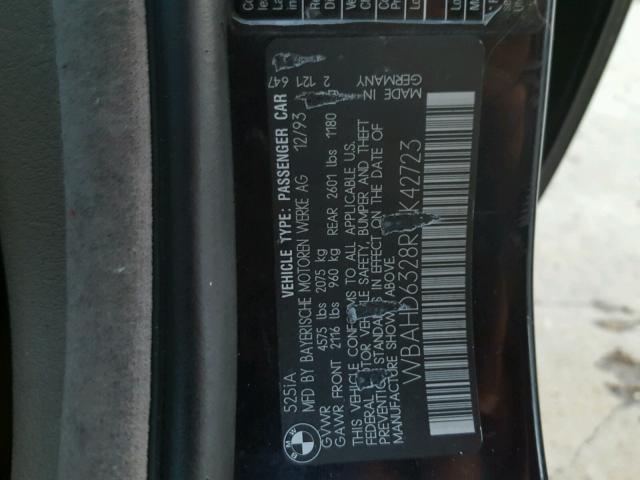 525iA VEHICLE TYPE: PASSENGER CAR 2 121 647
MFD BY BAYERISCHE MOTOREN WERKE AG 12/93
GVWR 4575 lbs 2075 kg
GAWR FRONT 2116 lbs 960 kg REAR 2601 lbs 1180
THIS VEHICLE CONFORMS TO ALL APPLICABLE U.S.
FEDERAL MOTOR VEHICLE SAFETY, BUMPER AND THEFT
PREVENTION STANDARDS IN EFFECT ON THE DATE OF
MANUFACTURE SHOWN ABOVE
MADE IN
GERMANY
WBAHD6328R K42723
BMW